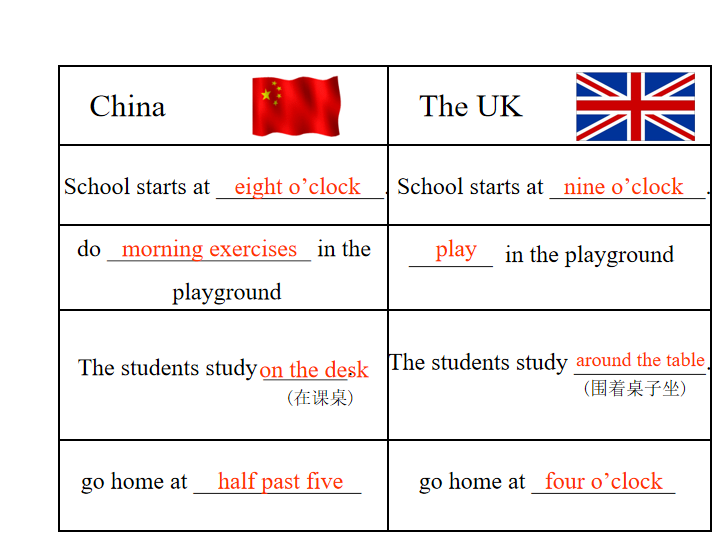 China
The UK
School starts at eight o’clock.
School starts at nine o’clock.
do morning exercises in the
playground
play in the playground
The students study on the desk.
(在课桌)
The students study around the table.
(围着桌子坐)
go home at half past five
go home at four o’clock